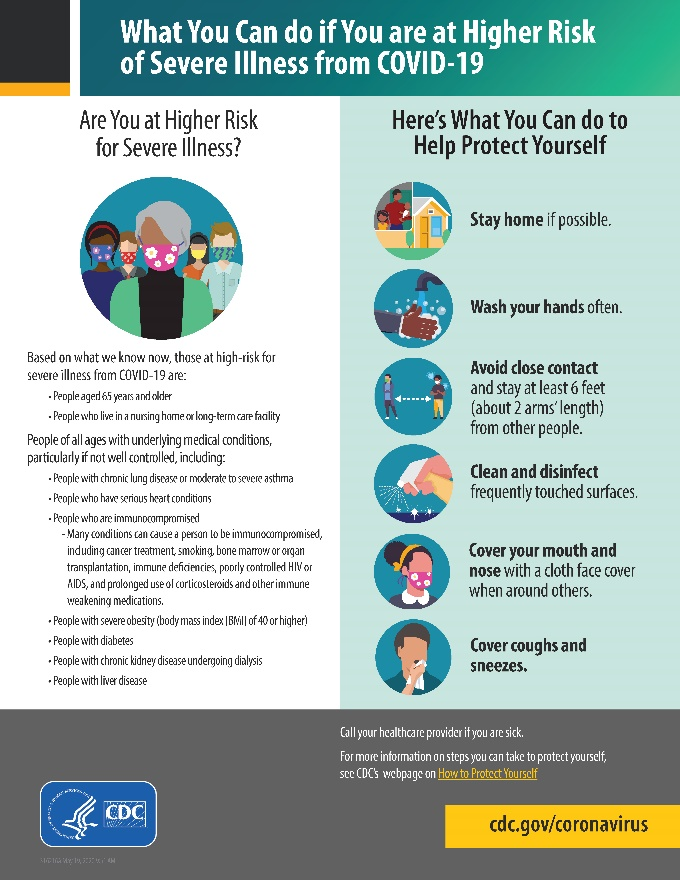 What You Can do if You are at Higher Risk
of Severe Illness from COVID-19
Are You at Higher Risk
for Severe Illness?
Based on what we know now, those at high-risk for
severe illness from COVID-19 are:
• People aged 65 years and older
• People who live in a nursing home or long-term care facility
People of all ages with underlying medical conditions,
particularly if not well controlled, including:
• People with chronic lung disease or moderate to severe asthma
• People who have serious heart conditions
• People who are immunocompromised
- Many conditions can cause a person to be immunocompromised,
including cancer treatment, smoking, bone marrow or organ
transplantation, immune deficiencies, poorly controlled HIV or
AIDS, and prolonged use of corticosteroids and other immune
weakening medications.
• People with severe obesity (body mass index [BMI] of 40 or higher)
• People with diabetes
• People with chronic kidney disease undergoing dialysis
• People with liver disease
Here's What You Can do to
Help Protect Yourself
Stay home if possible.
Wash your hands often.
Avoid close contact
and stay at least 6 feet
(about 2 arms' length)
from other people.
Clean and disinfect
frequently touched surfaces.
Cover your mouth and
nose with a cloth face cover
when around others.
Cover coughs and
sneezes.
Call your healthcare provider if you are sick.
For more information on steps you can take to protect yourself,
see CDC's webpage on How to Protect Yourself
CDC
cdc.gov/coronavirus